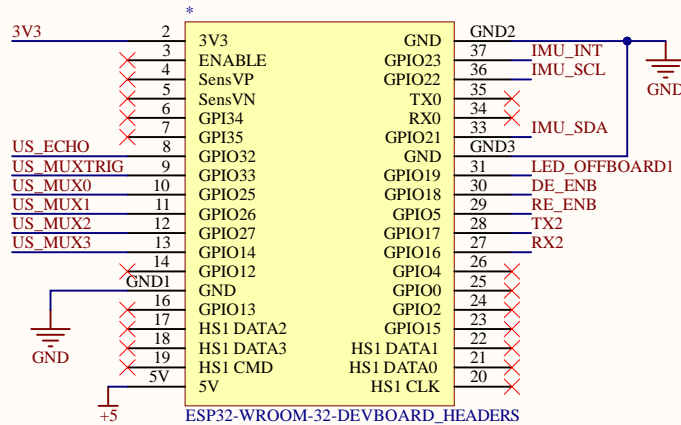 *
3V3 2 3V3 GND GND2
3 ENABLE GPIO23 37 IMU_INT
4 SensVP GPIO22 36 IMU_SCL
5 SensVN TX0 35 GND
6 GPI34 RX0 34
7 GPI35 GPIO21 33 IMU_SDA
US_ECHO 8 GPIO32 GND GND3
US_MUXTRIG 9 GPIO33 GPIO19 31 LED_OFFBOARD1
US_MUX0 10 GPIO25 GPIO18 30 DE_ENB
US_MUX1 11 GPIO26 GPIO5 29 RE_ENB
US_MUX2 12 GPIO27 GPIO17 28 TX2
US_MUX3 13 GPIO14 GPIO16 27 RX2
14 GPIO12 GPIO4 26
GND1 GND GPIO0 25
16 GPIO13 GPIO2 24
17 HS1 DATA2 GPIO15 23
GND 18 HS1 DATA3 HS1 DATA1 22
19 HS1 CMD HS1 DATA0 21
5V 5V HS1 CLK 20
+5 ESP32-WROOM-32-DEVBOARD_HEADERS